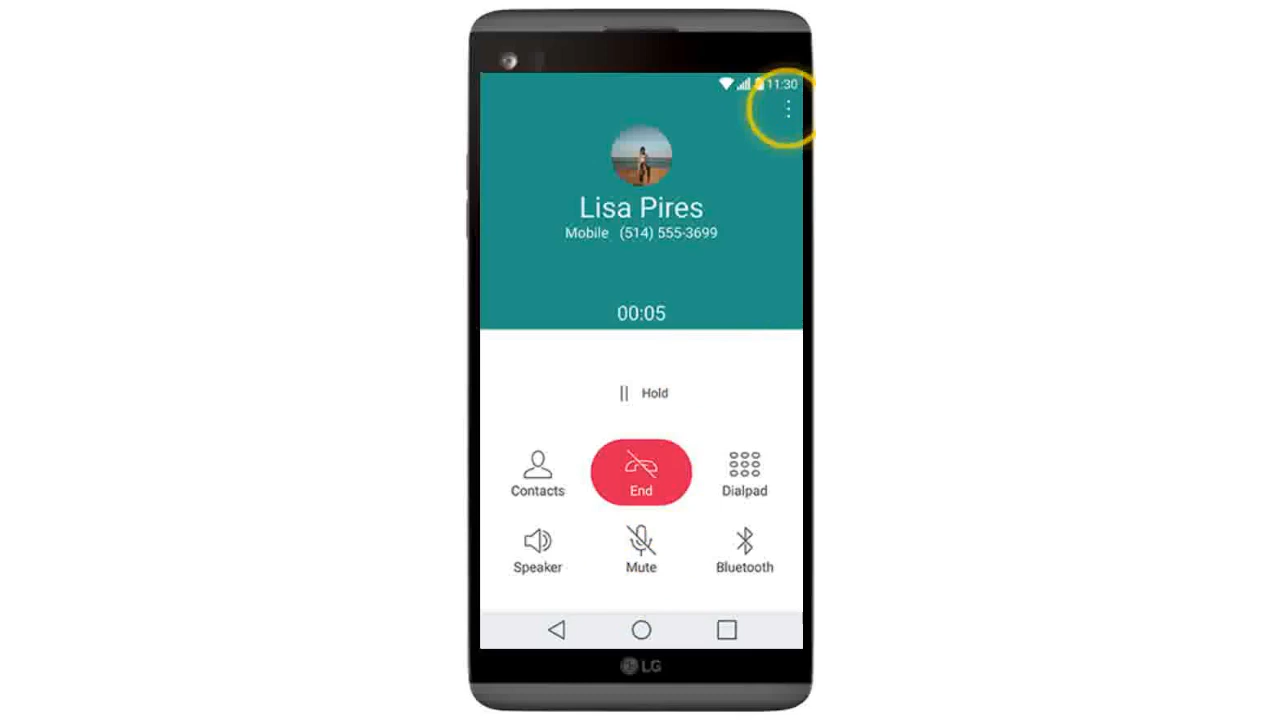 11:30
Lisa Pires
Mobile (514) 555-3699
00:05
Hold
Contacts
End
Dialpad
Speaker
Mute
Bluetooth
LG